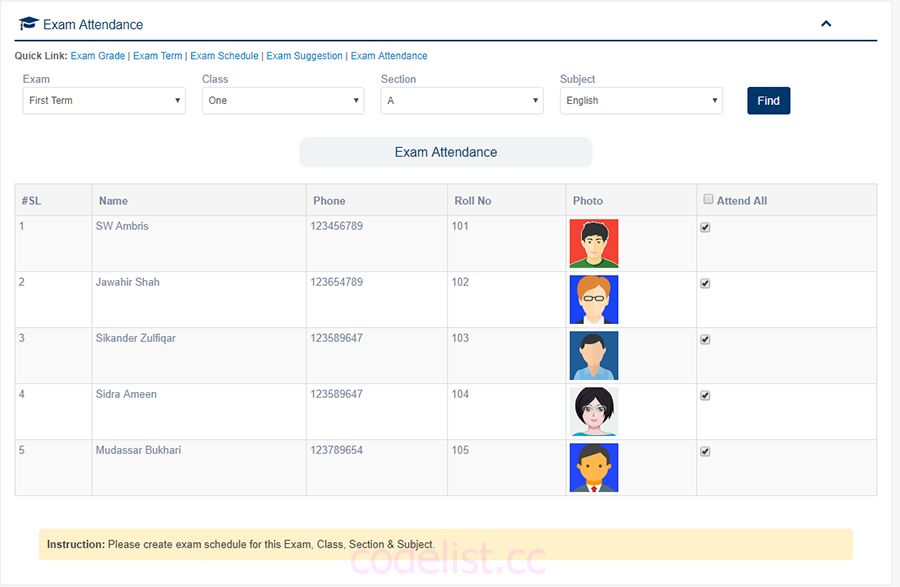 Exam Attendance
Quick Link: Exam Grade | Exam Term | Exam Schedule | Exam Suggestion | Exam Attendance
Exam Class Section Subject
First Term One A English Find
Exam Attendance
#SL Name Phone Roll No Photo Attend All
1 SW Ambris 123456789 101
2 Jawahir Shah 123654789 102
3 Sikander Zulfiqar 123589647 103
4 Sidra Ameen 123589647 104
5 Mudassar Bukhari 123789654 105
Instruction: Please create exam schedule for this Exam, Class, Section & Subject.
codelist.cc